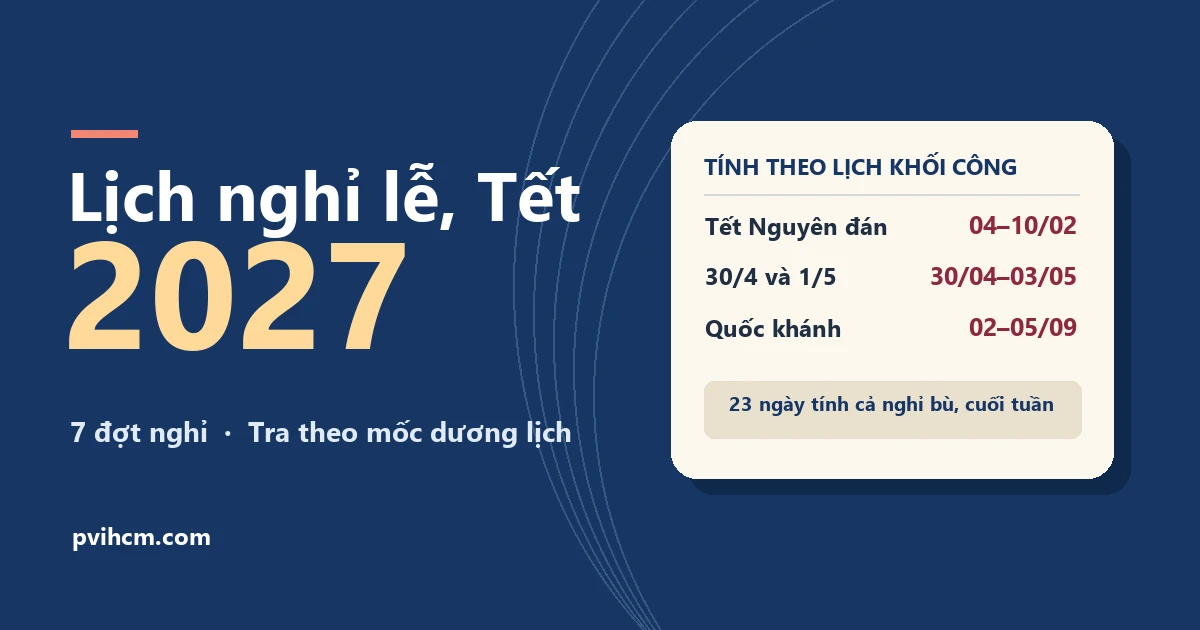 Lịch nghỉ lễ, Tết
2027
7 đợt nghỉ · Tra theo mốc dương lịch
pvihcm.com
TÍNH THEO LỊCH KHỐI CÔNG
Tết Nguyên đán 04–10/02
30/4 và 1/5 30/04–03/05
Quốc khánh 02–05/09
23 ngày tính cả nghỉ bù, cuối tuần